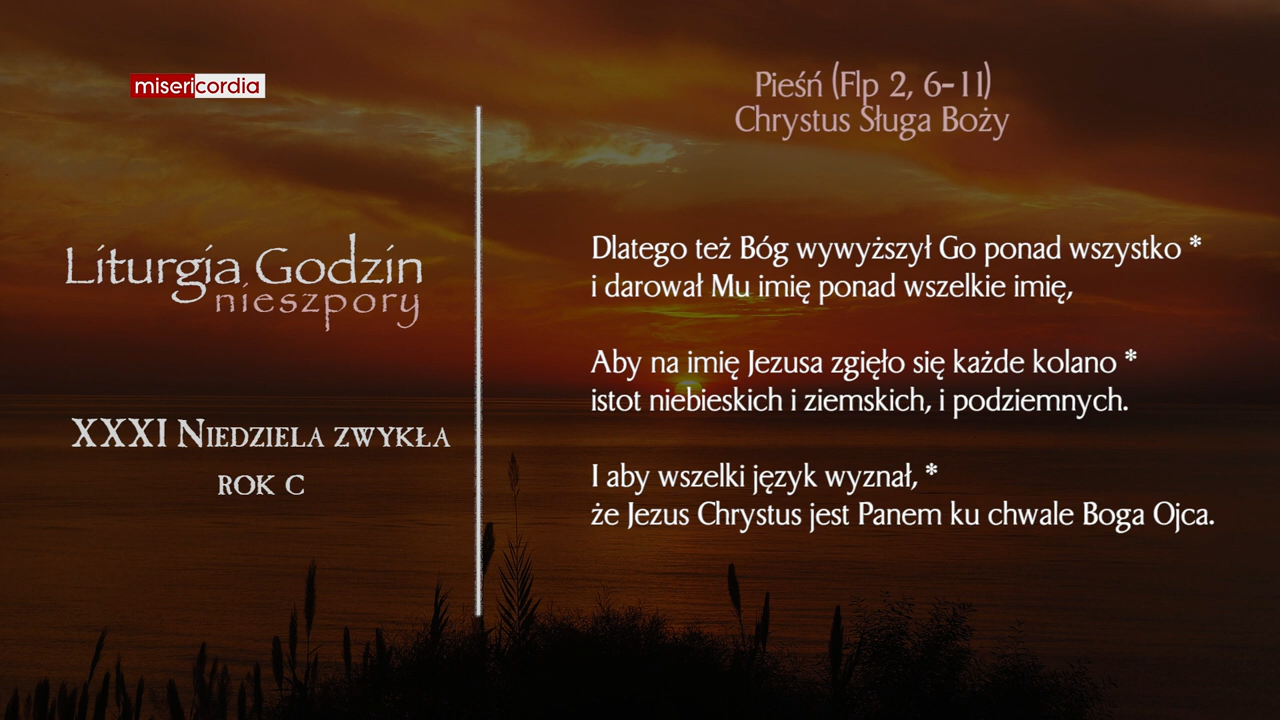 misericordia
Liturgia Godzin
nieszpory
XXXI Niedziela zwykła
rok C
Pieśń (Flp 2, 6-11)
Chrystus Sługa Boży
Dlatego też Bóg wywyższył Go ponad wszystko *
i darował Mu imię ponad wszelkie imię,
Aby na imię Jezusa zgięło się każde kolano *
istot niebieskich i ziemskich, i podziemnych.
I aby wszelki język wyznał, *
że Jezus Chrystus jest Panem ku chwale Boga Ojca.